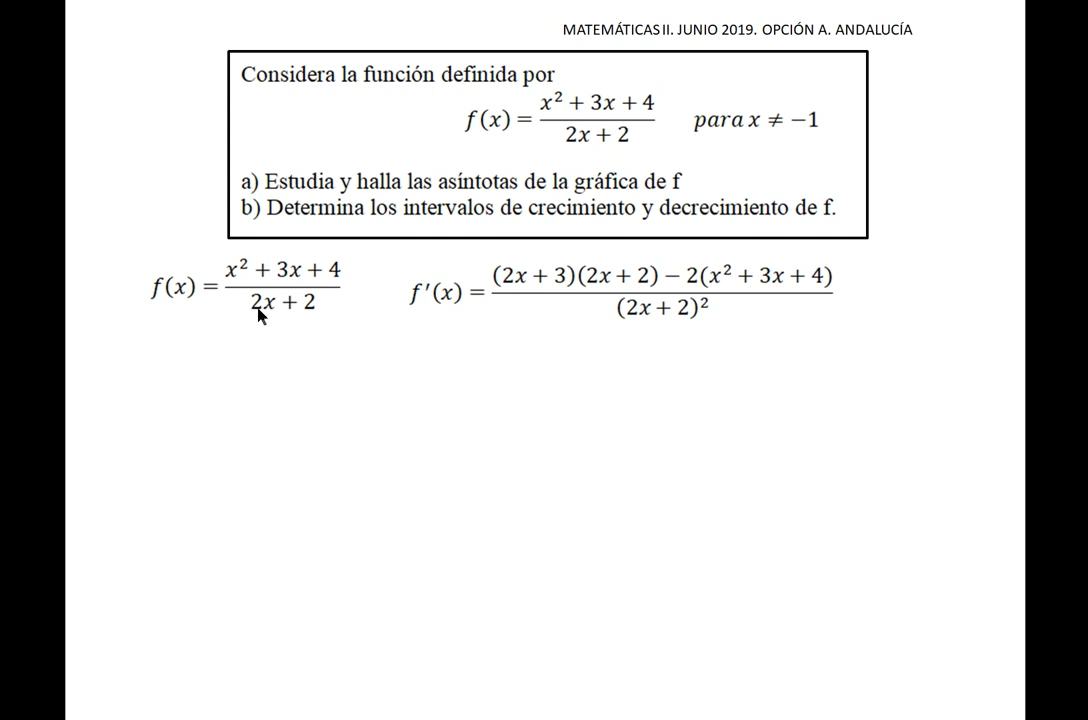 MATEMÁTICAS II. JUNIO 2019. OPCIÓN A. ANDALUCÍA
Considera la función definida por
f(x) = (x² + 3x + 4)/(2x + 2) para x ≠ −1
a) Estudia y halla las asíntotas de la gráfica de f
b) Determina los intervalos de crecimiento y decrecimiento de f.
f(x) = (x² + 3x + 4)/(2x + 2) f'(x) = ((2x + 3)(2x + 2) − 2(x² + 3x + 4))/(2x + 2)²